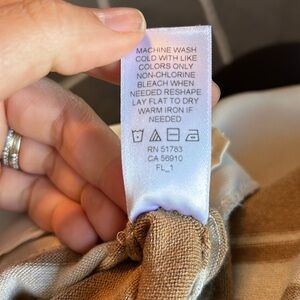 MACHINE WASH
COLD WITH LIKE
COLORS ONLY
NON-CHLORINE
BLEACH WHEN
NEEDED RESHAPE
LAY FLAT TO DRY
WARM IRON IF
NEEDED
RN 51783
CA 56910
FL_1